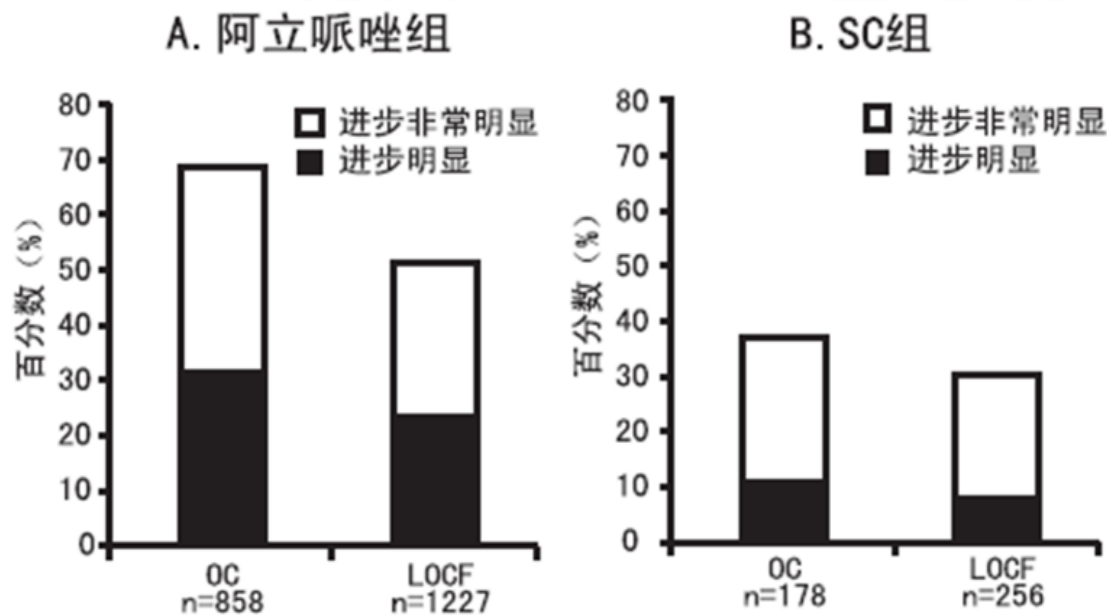 A. 阿立哌唑组
百分数（%）
80
70
60
50
40
30
20
10
0
进步非常明显
进步明显
OC
n=858
LOCF
n=1227
B. SC组
百分数（%）
80
70
60
50
40
30
20
10
0
进步非常明显
进步明显
OC
n=178
LOCF
n=256